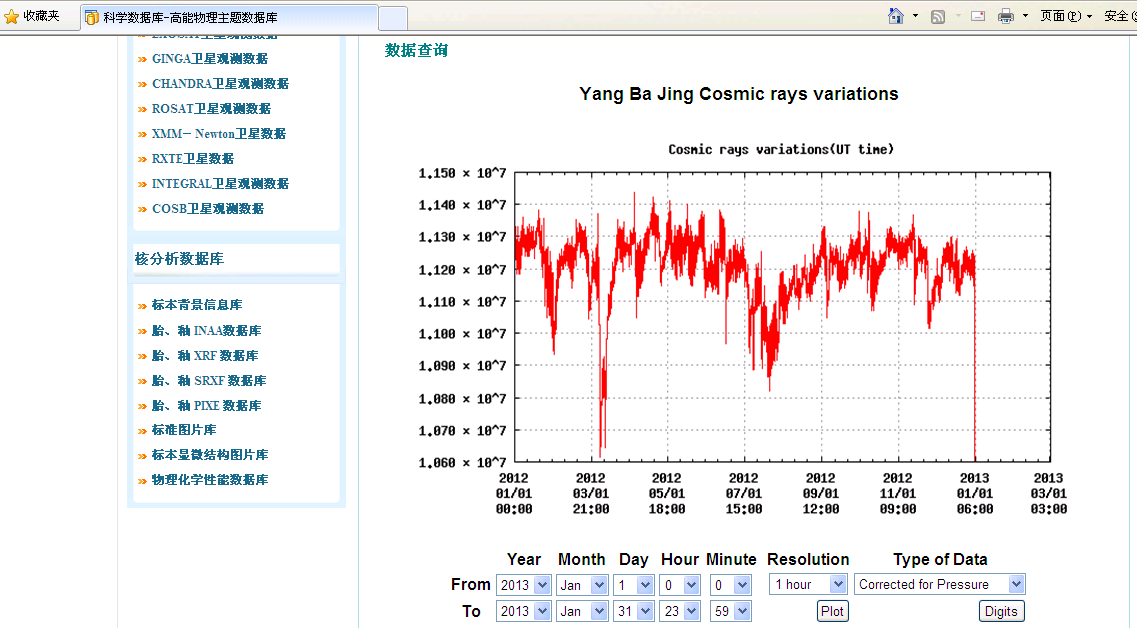 收藏夹
科学数据库-高能物理主题数据库
页面(P)
安全(
GINGA卫星观测数据
CHANDRA卫星观测数据
ROSAT卫星观测数据
XMM－ Newton卫星数据
RXTE卫星数据
INTEGRAL卫星观测数据
COSB卫星观测数据
核分析数据库
标本背景信息库
胎、釉 INAA数据库
胎、釉 XRF 数据库
胎、釉 SRXF 数据库
胎、釉 PIXE 数据库
标准图片库
标本显微结构图片库
物理化学性能数据库
数据查询
Yang Ba Jing Cosmic rays variations
Cosmic rays variations(UT time)
1.150 × 10^7
1.140 × 10^7
1.130 × 10^7
1.120 × 10^7
1.110 × 10^7
1.100 × 10^7
1.090 × 10^7
1.080 × 10^7
1.070 × 10^7
1.060 × 10^7
2012 2012 2012 2012 2012 2012 2013 2013
01/01 03/01 05/01 07/01 09/01 11/01 01/01 03/01
00:00 21:00 18:00 15:00 12:00 09:00 06:00 03:00
Year Month Day Hour Minute Resolution Type of Data
From 2013 Jan 1 0 0 1 hour Corrected for Pressure
To 2013 Jan 31 23 59 Plot Digits